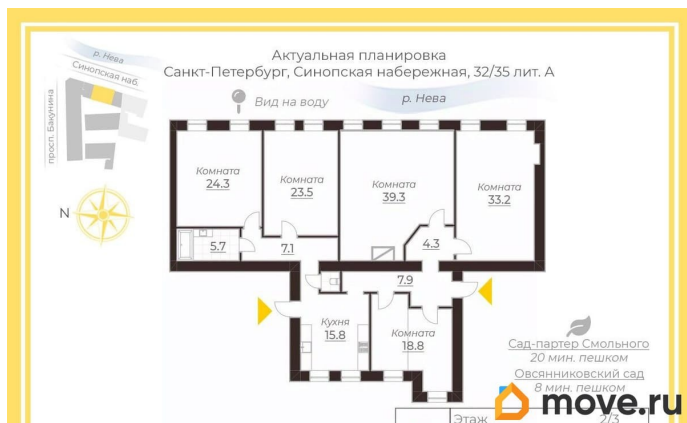 Актуальная планировка
Санкт-Петербург, Синопская набережная, 32/35 лит. А
р. Нева
Синопская наб.
просп. Бакунина
Вид на воду
р. Нева
N
Комната
24.3
Комната
23.5
Комната
39.3
Комната
33.2
5.7
7.1
4.3
7.9
Кухня
15.8
Комната
18.8
Сад-партер Смольного
20 мин. пешком
Овсянниковский сад
8 мин. пешком
move.ru
Этаж 2/3